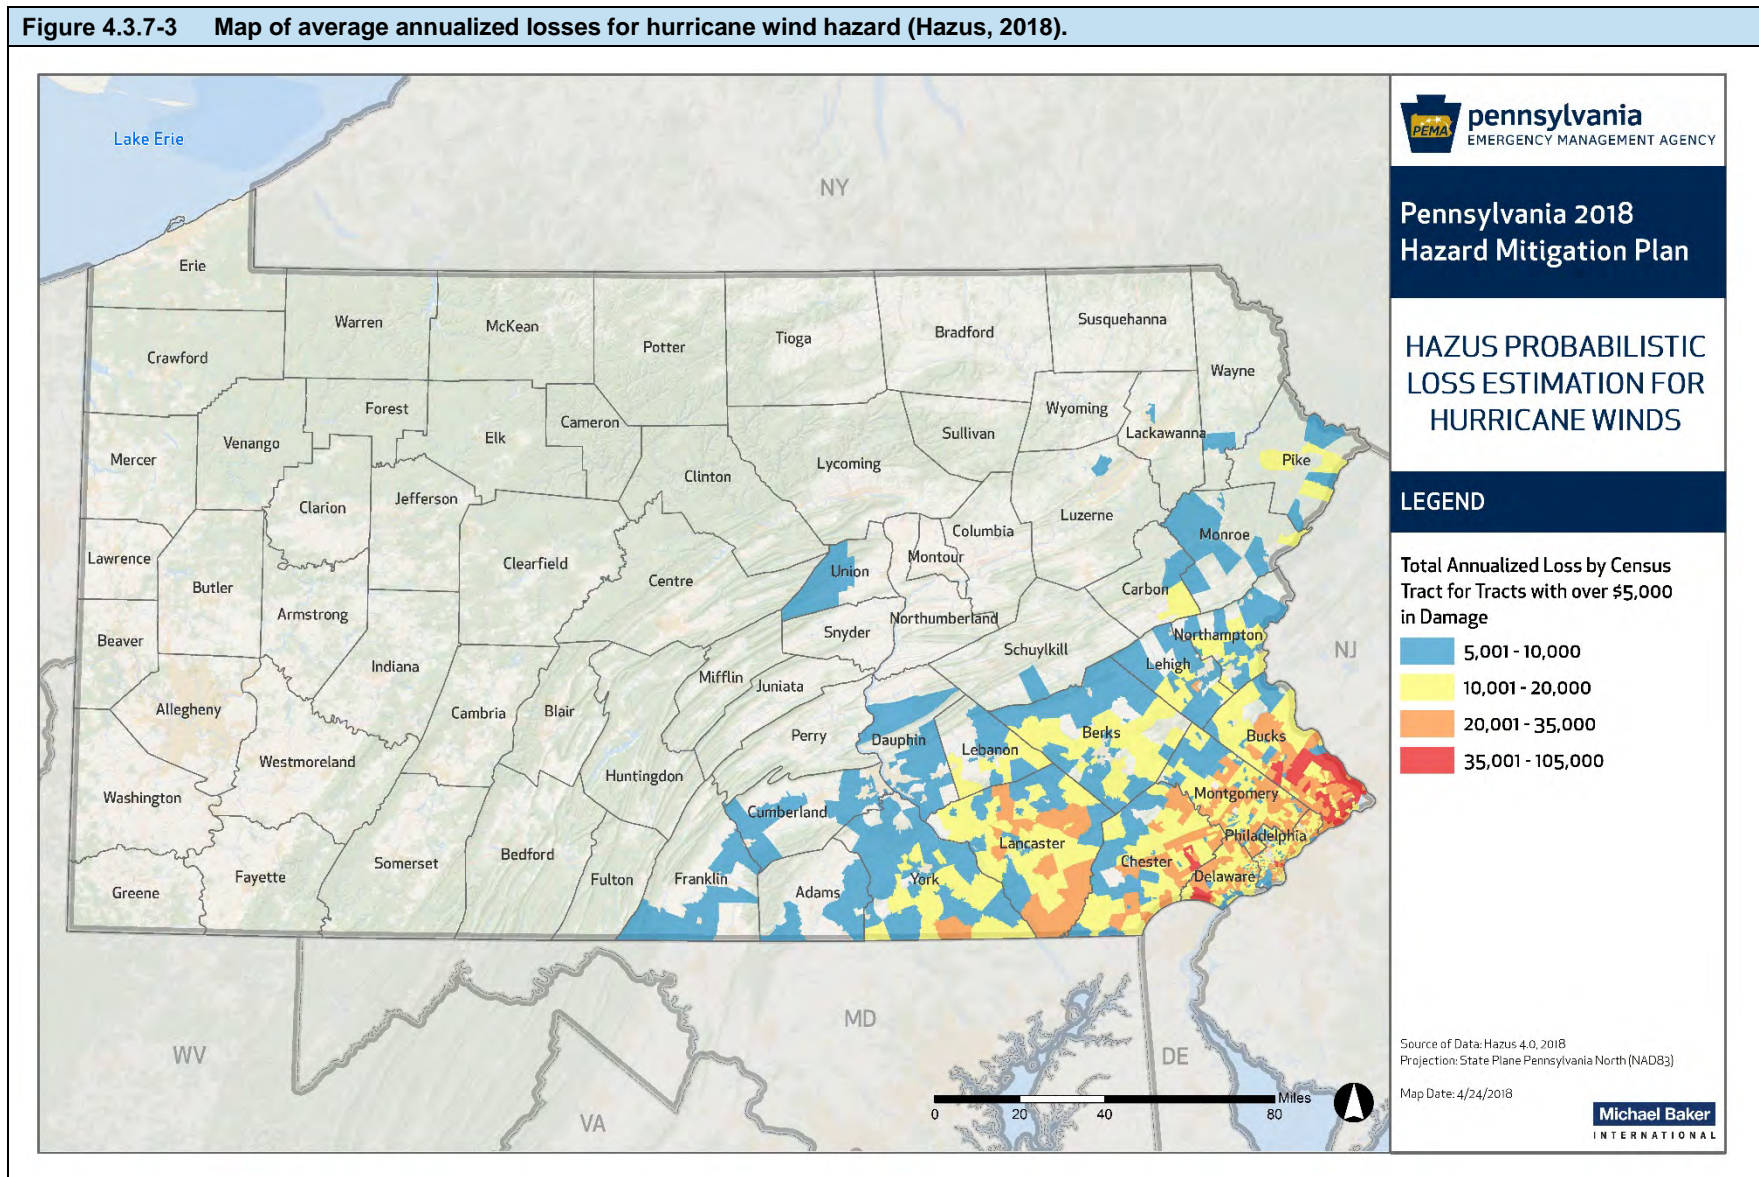 Figure 4.3.7-3 Map of average annualized losses for hurricane wind hazard (Hazus, 2018).
Lake Erie
NY
Erie
Warren
McKean
Potter
Tioga
Bradford
Susquehanna
Crawford
Wayne
Forest
Cameron
Wyoming
Venango
Elk
Sullivan
Lackawanna
Mercer
Lycoming
Pike
Clinton
Jefferson
Clarion
Luzerne
Columbia
Monroe
Lawrence
Montour
Clearfield
Union
Butler
Centre
Carbon
Armstrong
Northumberland
Snyder
Northampton
Beaver
Schuylkill
NJ
Indiana
Lehigh
Mifflin
Juniata
Allegheny
Cambria
Blair
Perry
Dauphin
Berks
Bucks
Lebanon
Westmoreland
Huntingdon
Washington
Montgomery
Cumberland
Philadelphia
Lancaster
Somerset
Bedford
Chester
Fayette
Fulton
Franklin
York
Delaware
Greene
Adams
MD
WV
DE
VA
0 20 40 80 Miles
PEMA
pennsylvania
EMERGENCY MANAGEMENT AGENCY
Pennsylvania 2018
Hazard Mitigation Plan
HAZUS PROBABILISTIC
LOSS ESTIMATION FOR
HURRICANE WINDS
LEGEND
Total Annualized Loss by Census
Tract for Tracts with over $5,000
in Damage
5,001 - 10,000
10,001 - 20,000
20,001 - 35,000
35,001 - 105,000
Source of Data: Hazus 4.0, 2018
Projection: State Plane Pennsylvania North (NAD83)
Map Date: 4/24/2018
Michael Baker
INTERNATIONAL